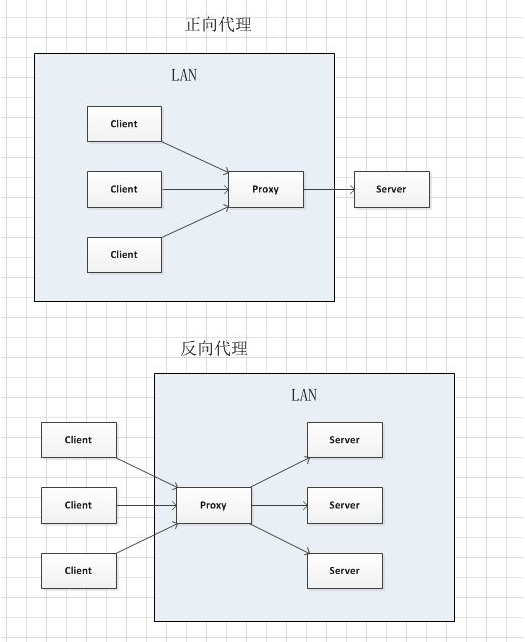 正向代理
LAN
Client
Client
Proxy
Server
Client
反向代理
LAN
Client
Server
Client
Proxy
Server
Client
Server